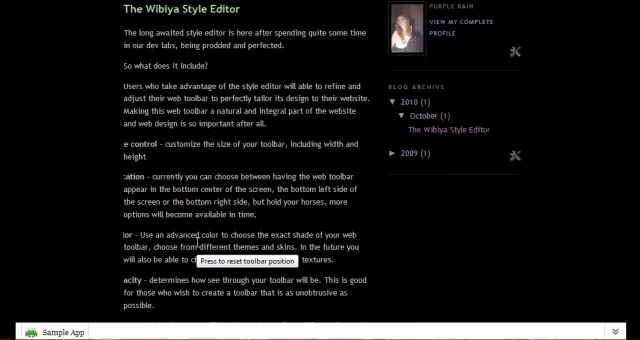 The Wibiya Style Editor
The long awaited style editor is here after spending quite some time
in our dev labs, being prodded and perfected.
So what does it include?
Users who take advantage of the style editor will able to refine and
adjust their web toolbar to perfectly tailor its design to their website.
Making this web toolbar a natural and integral part of the website
and web design is so important after all.
e control - customize the size of your toolbar, including width and
height
cation - currently you can choose between having the web toolbar
appear in the bottom center of the screen, the bottom left side of
the screen or the bottom right side, but hold your horses, more
options will become available in time.
lor - Use an advanced color to choose the exact shade of your web
toolbar, choose from different themes and skins. In the future you
will also be able to textures.
Press to reset toolbar position
acity - determines how see through your toolbar will be. This is good
for those who wish to create a toolbar that is as unobtrusive as
possible.
PURPLE RAIN
VIEW MY COMPLETE
PROFILE
BLOG ARCHIVE
▼ 2010 (1)
▼ October (1)
The Wibiya Style Editor
► 2009 (1)
Sample App